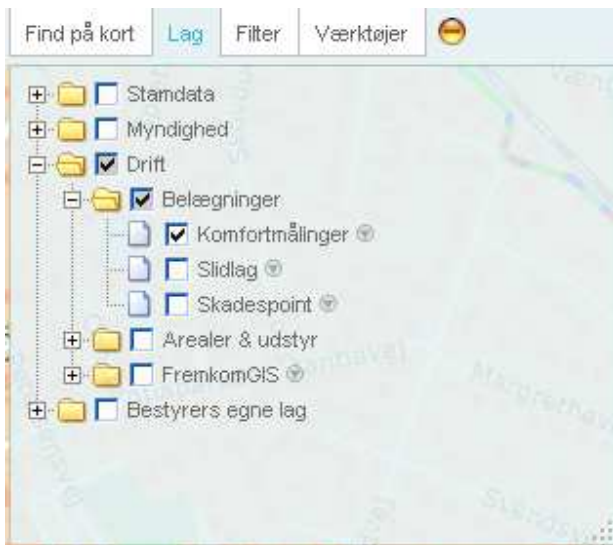 Find på kort Lag Filter Værktøjer
Stamdata
Myndighed
Drift
Belægninger
Komfortmålinger
Slidlag
Skadespoint
Arealer & udstyr
FremkomGIS
Bestyrers egne lag